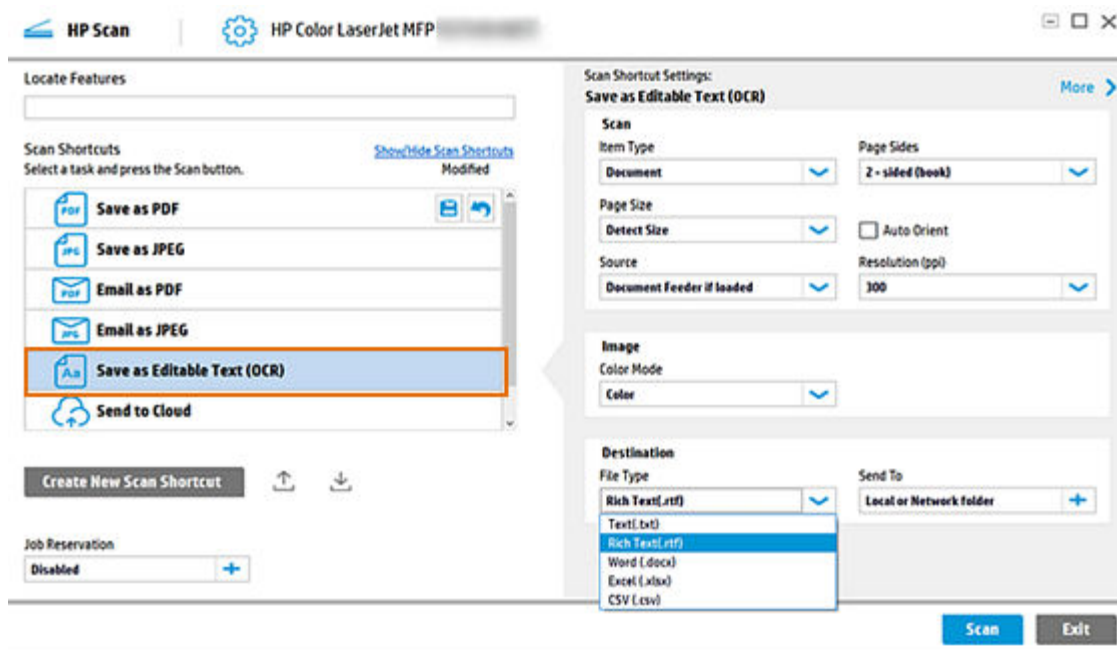 HP Scan
HP Color LaserJet MFP
Locate Features
Scan Shortcuts
Show/Hide Scan Shortcuts
Select a task and press the Scan button.
Modified
PDF
Save as PDF
JPG
Save as JPEG
PDF
Email as PDF
JPG
Email as JPEG
Aa
Save as Editable Text (OCR)
Send to Cloud
Create New Scan Shortcut
Job Reservation
Disabled
Scan Shortcut Settings:
Save as Editable Text (OCR)
More
Scan
Item Type
Page Sides
Document
2 - sided (book)
Page Size
Detect Size
Auto Orient
Source
Resolution (ppi)
Document Feeder if loaded
300
Image
Color Mode
Color
Destination
File Type
Send To
Rich Text(.rtf)
Local or Network folder
Text(.txt)
Rich Text(.rtf)
Word (.docx)
Excel (.xlsx)
CSV (.csv)
Scan
Exit